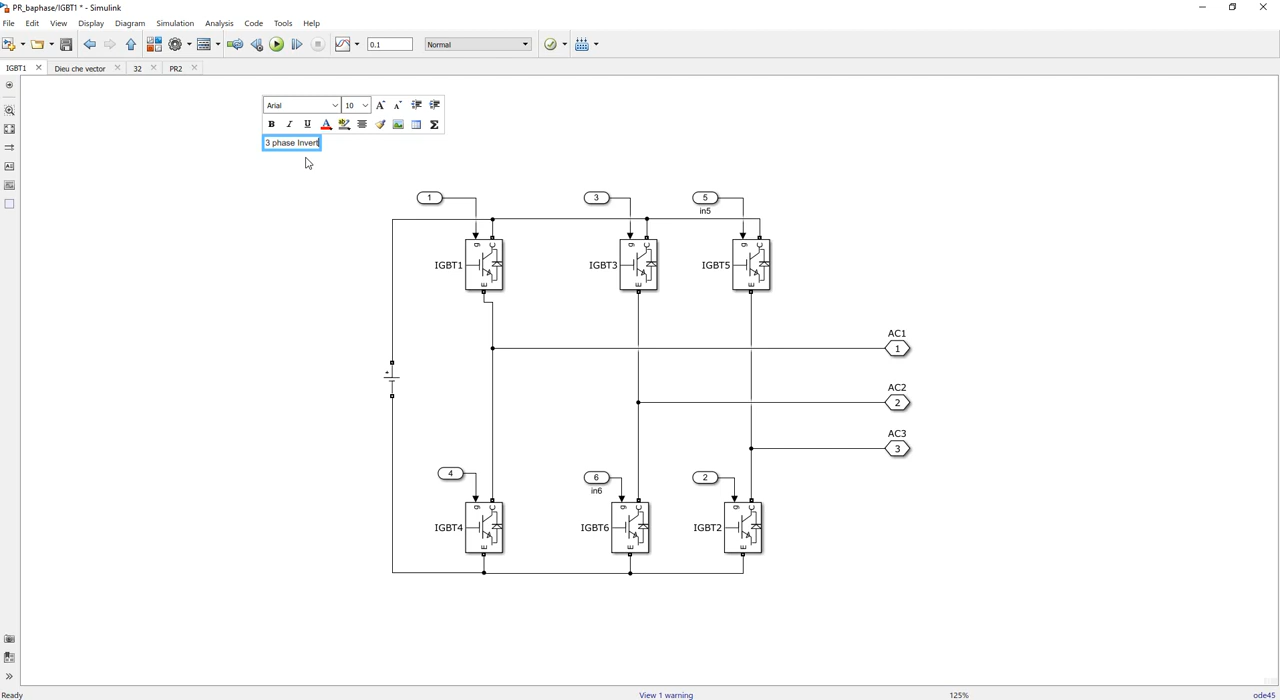 PR_baphase/IGBT1 * - Simulink
File Edit View Display Diagram Simulation Analysis Code Tools Help
0.1 Normal
IGBT1 Dieu che vector 32 PR2
Arial 10 A A
B I U A ab Σ
3 phase Invert
1 3 5
in5
g C g C g C
IGBT1 IGBT3 IGBT5
E E E
AC1
1
+
AC2
2
AC3
3
4 6 2
in6
g C g C g C
IGBT4 IGBT6 IGBT2
E E E
Ready View 1 warning 125% ode45